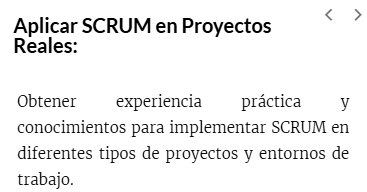 Aplicar SCRUM en Proyectos
Reales:
Obtener experiencia práctica y
conocimientos para implementar SCRUM en
diferentes tipos de proyectos y entornos de
trabajo.